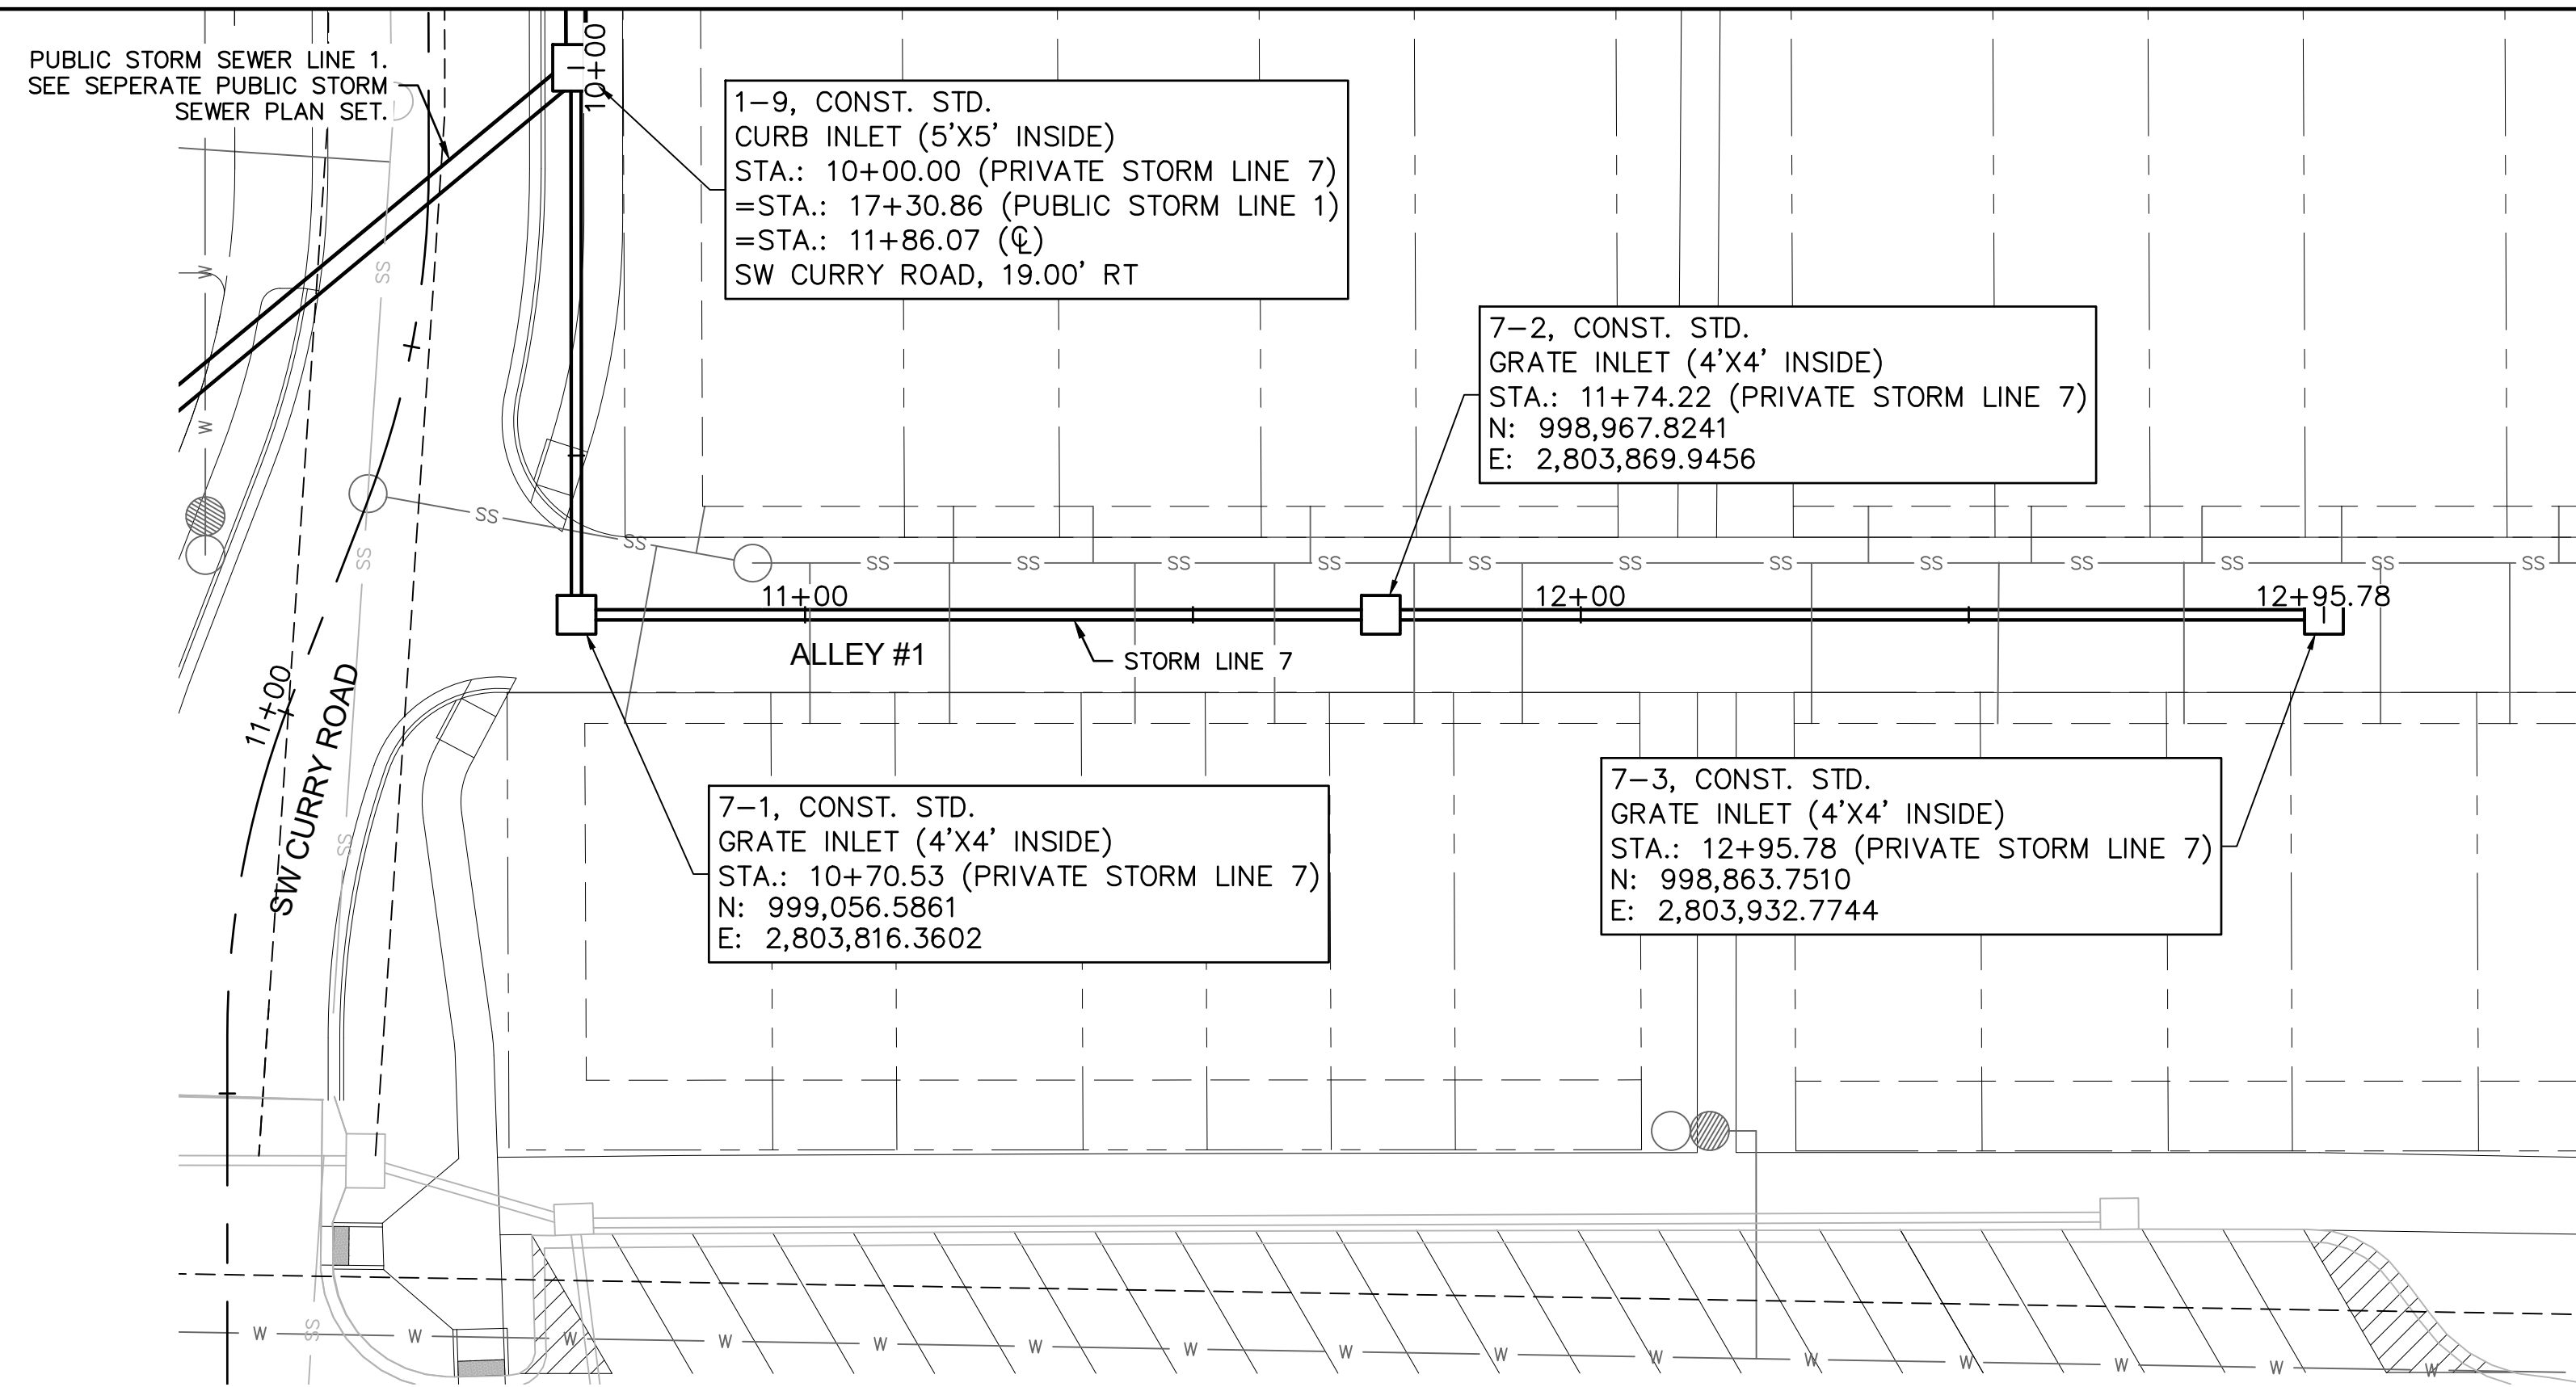 PUBLIC STORM SEWER LINE 1.
SEE SEPERATE PUBLIC STORM
SEWER PLAN SET.
10+00
1-9, CONST. STD.
CURB INLET (5'X5' INSIDE)
STA.: 10+00.00 (PRIVATE STORM LINE 7)
=STA.: 17+30.86 (PUBLIC STORM LINE 1)
=STA.: 11+86.07 (℄)
SW CURRY ROAD, 19.00' RT
7-2, CONST. STD.
GRATE INLET (4'X4' INSIDE)
STA.: 11+74.22 (PRIVATE STORM LINE 7)
N: 998,967.8241
E: 2,803,869.9456
W
SS
W
SS
SS
SS
SS SS SS SS SS SS SS SS SS SS SS SS
11+00
12+00
12+95.78
ALLEY #1
STORM LINE 7
11+00
SW CURRY ROAD
SS
7-1, CONST. STD.
GRATE INLET (4'X4' INSIDE)
STA.: 10+70.53 (PRIVATE STORM LINE 7)
N: 999,056.5861
E: 2,803,816.3602
7-3, CONST. STD.
GRATE INLET (4'X4' INSIDE)
STA.: 12+95.78 (PRIVATE STORM LINE 7)
N: 998,863.7510
E: 2,803,932.7744
SS
W W W W W W W W W W W W W W W